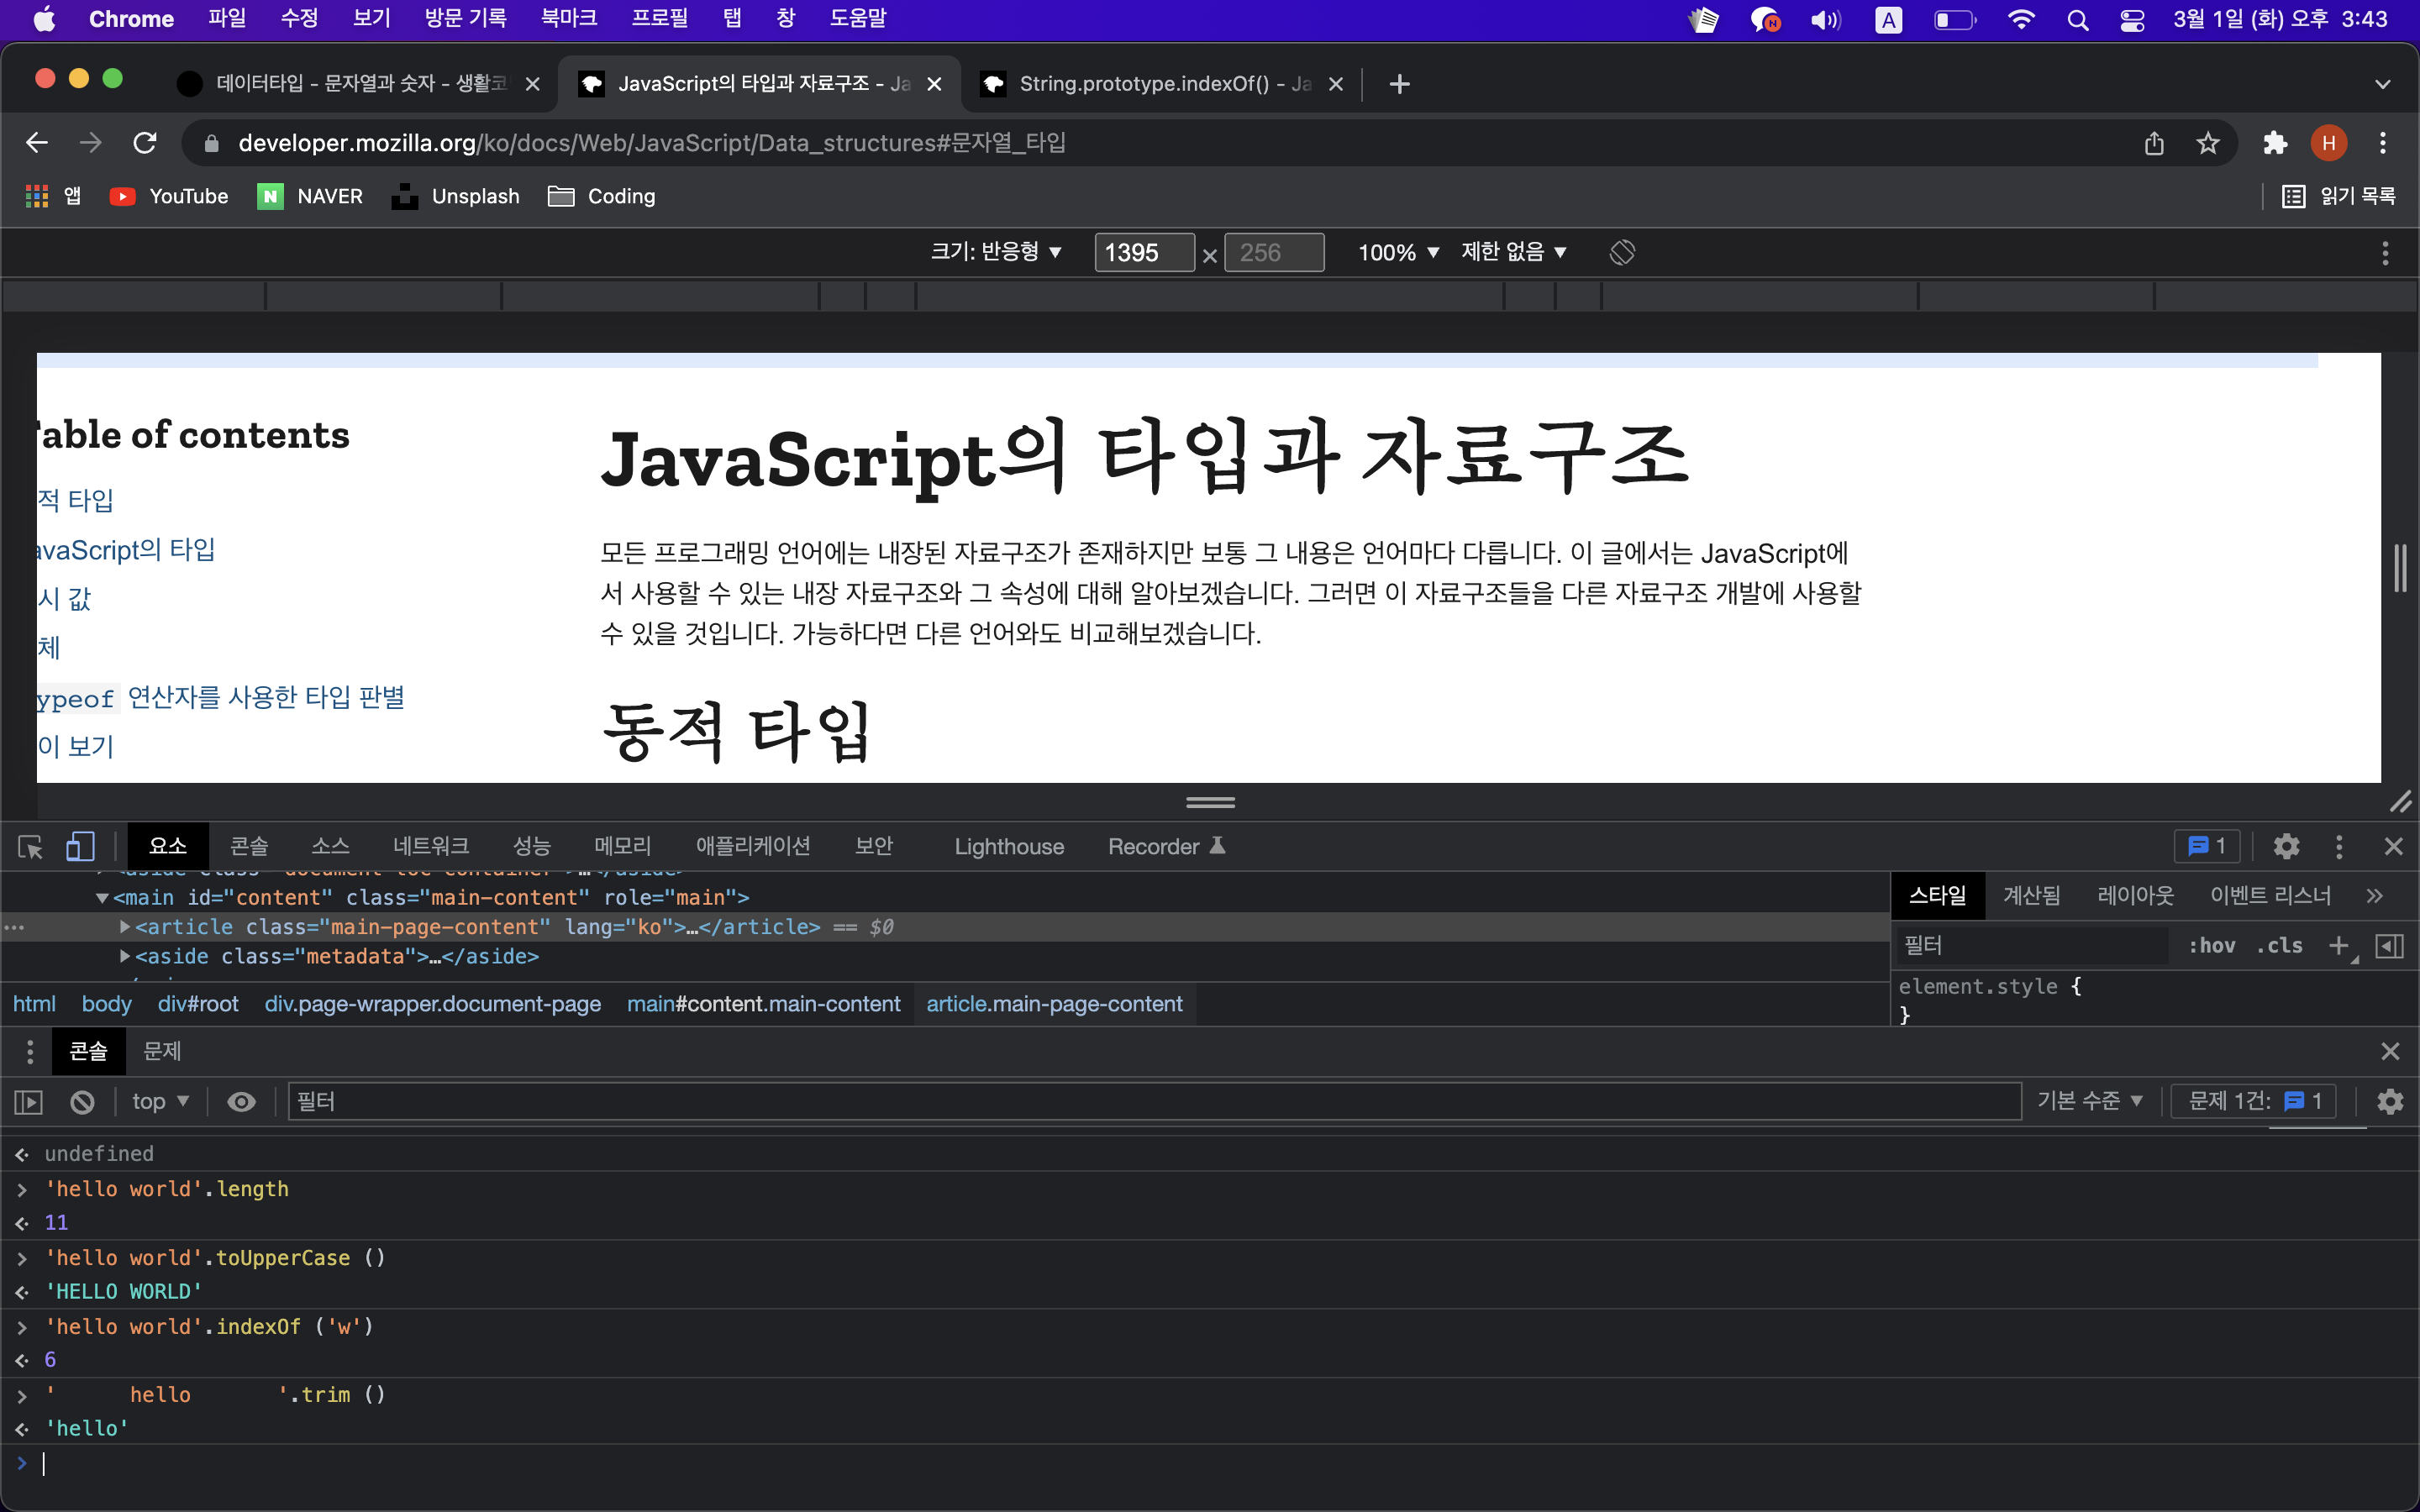 Chrome 파일 수정 보기 방문 기록 북마크 프로필 탭 창 도움말 A 3월 1일 (화) 오후 3:43
데이터타입 - 문자열과 숫자 - 생활코 JavaScript의 타입과 자료구조 - Ja String.prototype.indexOf() - Ja
developer.mozilla.org/ko/docs/Web/JavaScript/Data_structures#문자열_타입 H
앱 YouTube NAVER Unsplash Coding 읽기 목록
크기: 반응형 1395 × 256 100% 제한 없음
Table of contents
적 타입
avaScript의 타입
시 값
체
ypeof 연산자를 사용한 타입 판별
이 보기
JavaScript의 타입과 자료구조
모든 프로그래밍 언어에는 내장된 자료구조가 존재하지만 보통 그 내용은 언어마다 다릅니다. 이 글에서는 JavaScript에
서 사용할 수 있는 내장 자료구조와 그 속성에 대해 알아보겠습니다. 그러면 이 자료구조들을 다른 자료구조 개발에 사용할
수 있을 것입니다. 가능하다면 다른 언어와도 비교해보겠습니다.
동적 타입
요소 콘솔 소스 네트워크 성능 메모리 애플리케이션 보안 Lighthouse Recorder 1
<aside class="document-toc-container">…</aside>
<main id="content" class="main-content" role="main">
<article class="main-page-content" lang="ko">…</article> == $0
<aside class="metadata">…</aside>
html body div#root div.page-wrapper.document-page main#content.main-content article.main-page-content
스타일 계산됨 레이아웃 이벤트 리스너 »
필터 :hov .cls +
element.style {
}
콘솔 문제
top 필터 기본 수준 문제 1건: 1
undefined
'hello world'.length
11
'hello world'.toUpperCase ()
'HELLO WORLD'
'hello world'.indexOf ('w')
6
'      hello       '.trim ()
'hello'